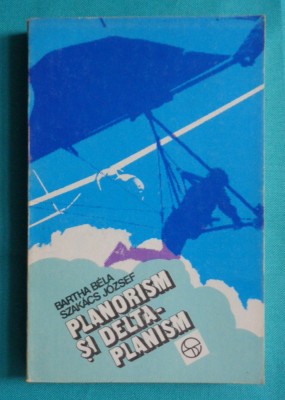 BARTHA BÉLA
SZAKÁCS JÓZSEF
PLANORISM
ȘI DELTA-
PLANISM